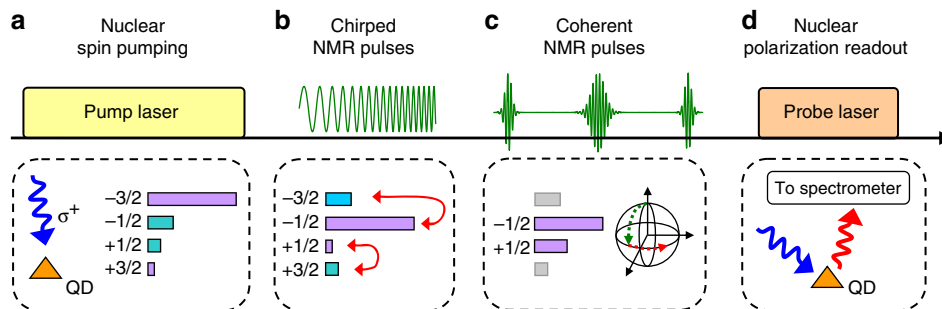 a
Nuclear
spin pumping
b
Chirped
NMR pulses
c
Coherent
NMR pulses
d
Nuclear
polarization readout
Pump laser
Probe laser
σ+
QD
−3/2
−1/2
+1/2
+3/2
−3/2
−1/2
+1/2
+3/2
−1/2
+1/2
To spectrometer
QD